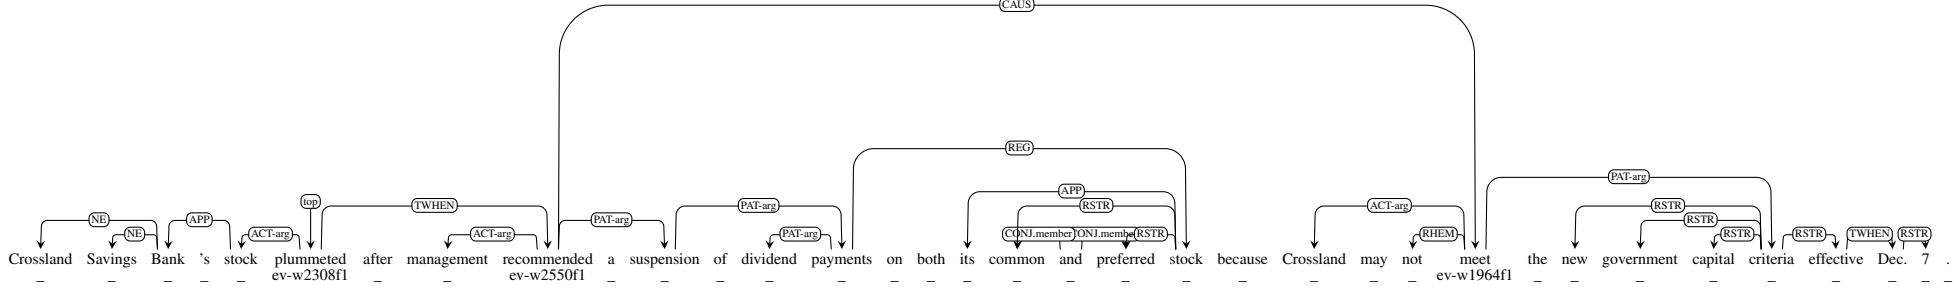 CAUS
REG
PAT-arg
APP
top TWHEN PAT-arg RSTR ACT-arg RSTR
NE APP PAT-arg RSTR
NE ACT-arg ACT-arg PAT-arg CONJ.member CONJ.member RSTR RHEM RSTR RSTR TWHEN RSTR
Crossland Savings Bank 's stock plummeted after management recommended a suspension of dividend payments on both its common and preferred stock because Crossland may not meet the new government capital criteria effective Dec. 7 .
ev-w2308f1 ev-w2550f1 ev-w1964f1
_ _ _ _ _ _ _ _ _ _ _ _ _ _ _ _ _ _ _ _ _ _ _ _ _ _ _ _ _ _ _ _ _ _